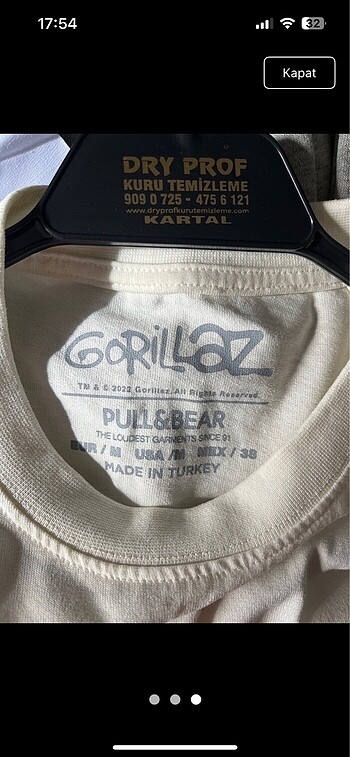 17:54
32
Kapat
DRY PROF
KURU TEMİZLEME
909 0 725 - 475 6 121
www.dryprofkurutemizleme.com
KARTAL
GORILLAZ
TM & © 2022 Gorillaz. All Rights Reserved.
PULL&BEAR
THE LOUDEST GARMENTS SINCE 91
EUR / M USA / M MEX / 38
MADE IN TURKEY